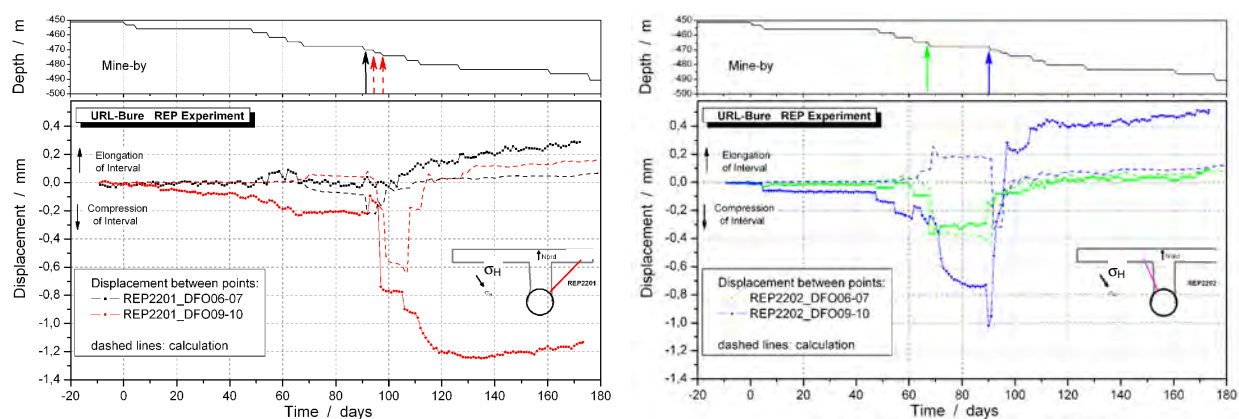 -450
-460
-470
-480
-490
-500
Depth / m
Mine-by
URL-Bure REP Experiment
Elongation
of Interval
Compression
of Interval
0,4
0,2
0,0
-0,2
-0,4
-0,6
-0,8
-1,0
-1,2
-1,4
Displacement / mm
Displacement between points:
REP2201_DFO06-07
REP2201_DFO09-10
dashed lines: calculation
σH
Nord
REP2201
-20 0 20 40 60 80 100 120 140 160 180
Time / days
-450
-460
-470
-480
-490
-500
Depth / m
Mine-by
URL-Bure REP Experiment
Elongation
of Interval
Compression
of Interval
0,4
0,2
0,0
-0,2
-0,4
-0,6
-0,8
-1,0
-1,2
-1,4
Displacement / mm
Displacement between points:
REP2202_DFO06-07
REP2202_DFO09-10
dashed lines: calculation
σH
Nord
REP2202
-20 0 20 40 60 80 100 120 140 160 180
Time / days